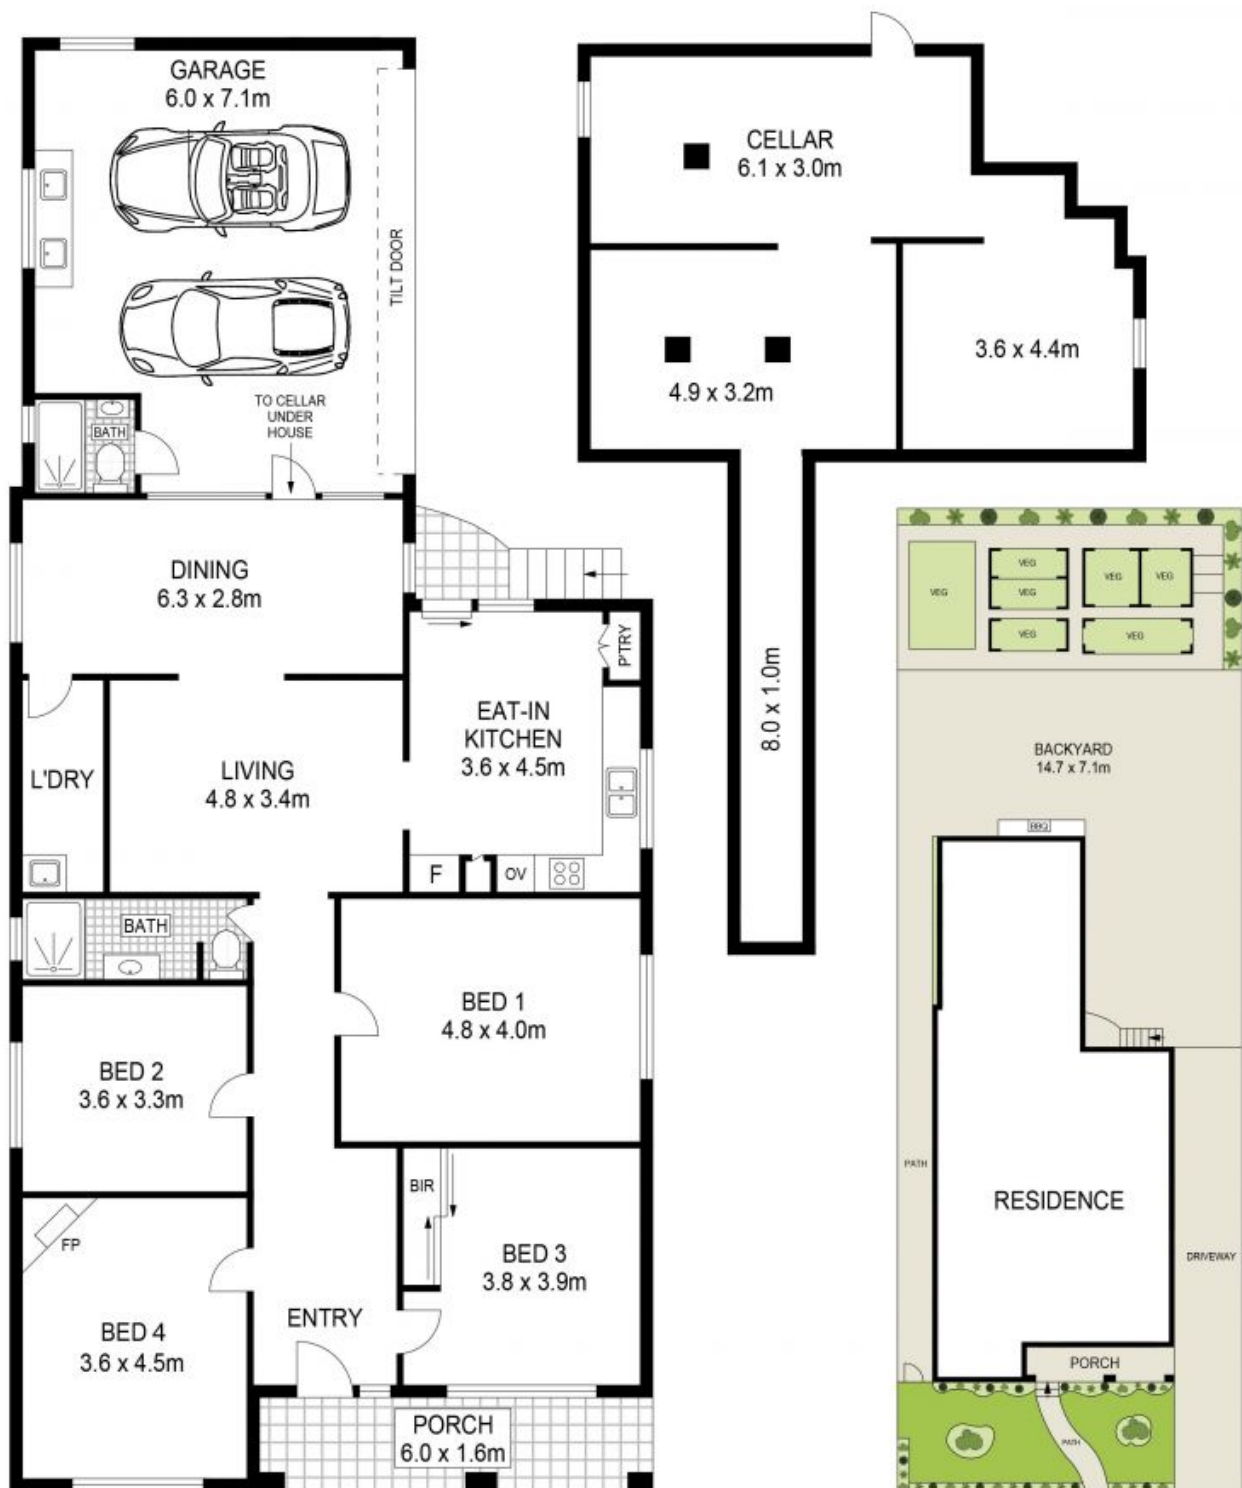 GARAGE
6.0 x 7.1m
TILT DOOR
BATH
TO CELLAR
UNDER
HOUSE
DINING
6.3 x 2.8m
P'TRY
EAT-IN
KITCHEN
3.6 x 4.5m
L'DRY
LIVING
4.8 x 3.4m
F
OV
BATH
BED 1
4.8 x 4.0m
BED 2
3.6 x 3.3m
BIR
FP
BED 3
3.8 x 3.9m
ENTRY
BED 4
3.6 x 4.5m
PORCH
6.0 x 1.6m
CELLAR
6.1 x 3.0m
3.6 x 4.4m
4.9 x 3.2m
8.0 x 1.0m
VEG
VEG
VEG
VEG
VEG
VEG
VEG
BACKYARD
14.7 x 7.1m
BBQ
PATH
RESIDENCE
DRIVEWAY
PORCH
PATH